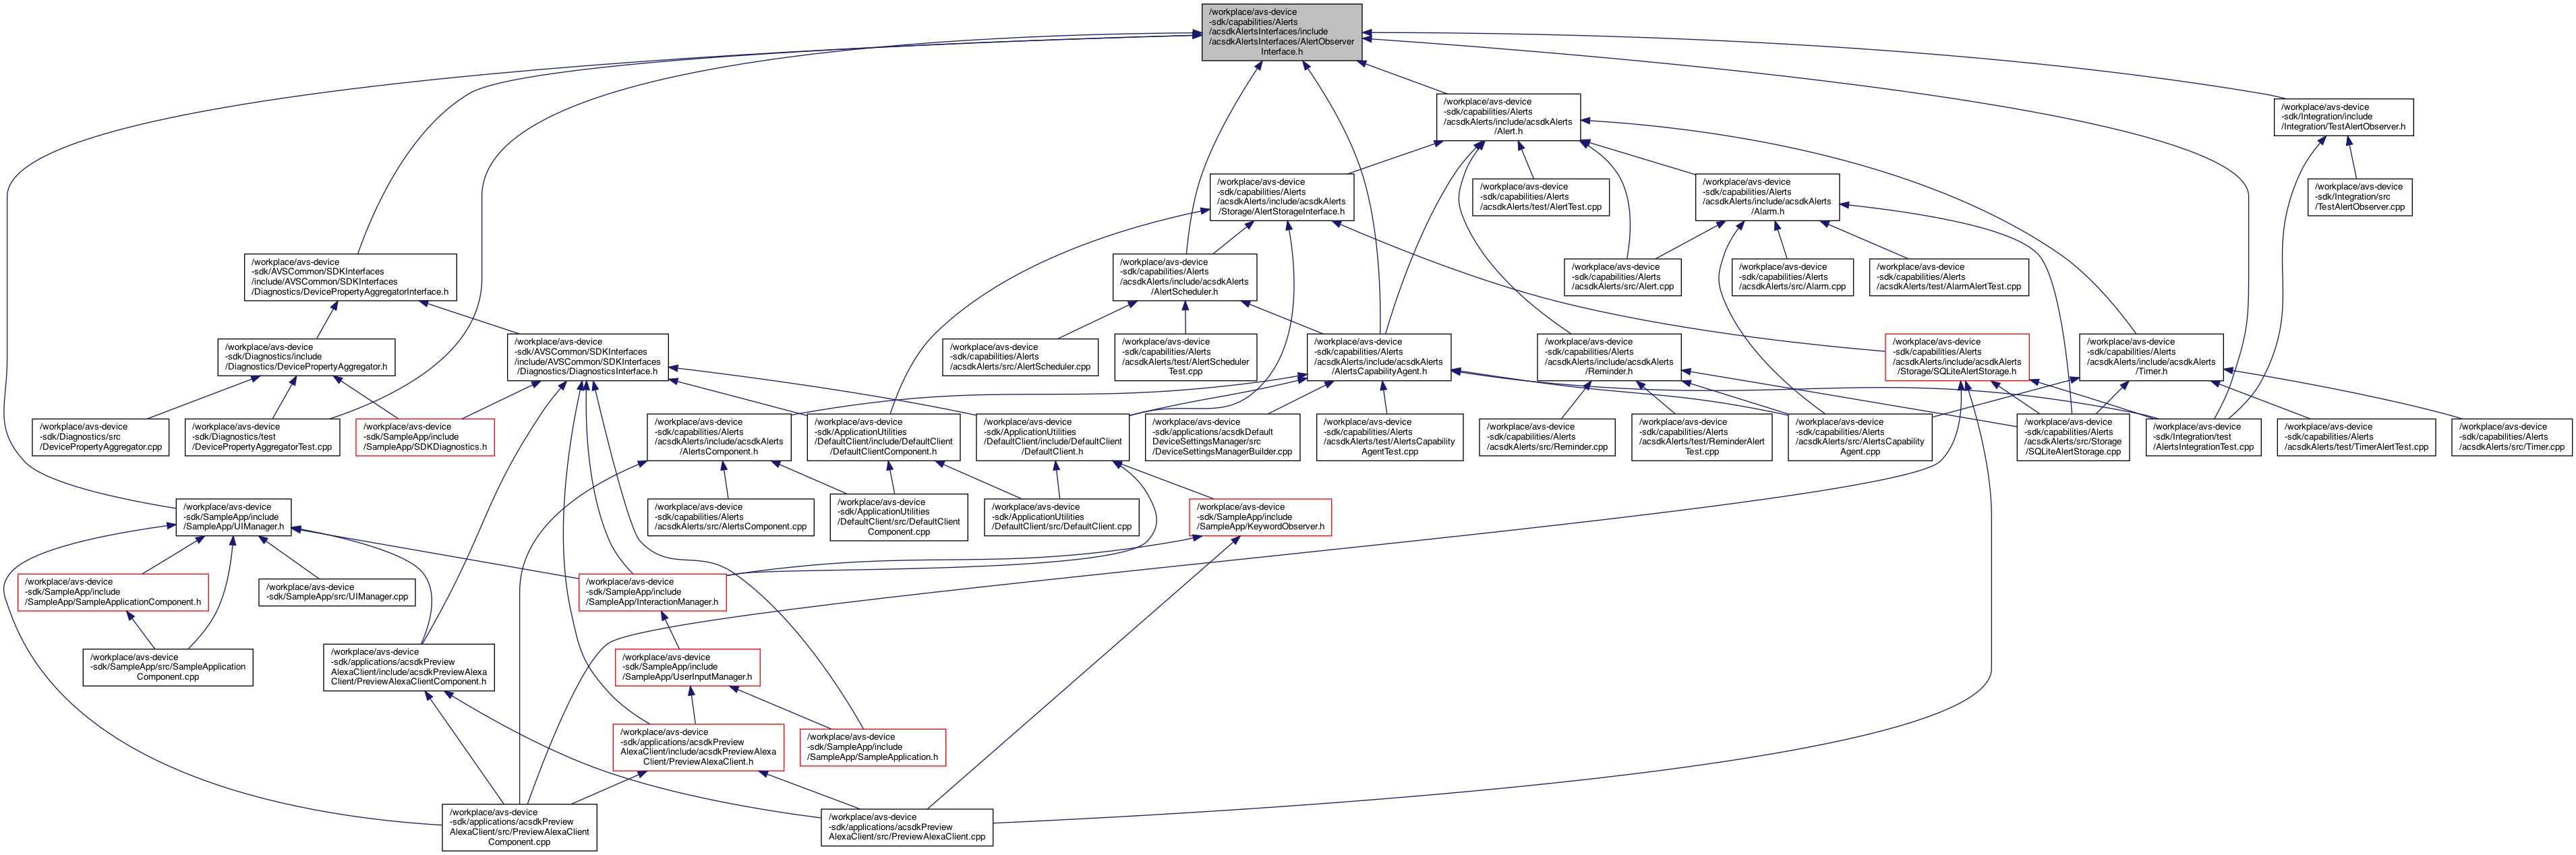 /workplace/avs-device
-sdk/capabilities/Alerts
/acsdkAlertsInterfaces/include
/acsdkAlertsInterfaces/AlertObserver
Interface.h
/workplace/avs-device
-sdk/capabilities/Alerts
/acsdkAlerts/include/acsdkAlerts
/Alert.h
/workplace/avs-device
-sdk/Integration/include
/Integration/TestAlertObserver.h
/workplace/avs-device
-sdk/capabilities/Alerts
/acsdkAlerts/include/acsdkAlerts
/Storage/AlertStorageInterface.h
/workplace/avs-device
-sdk/capabilities/Alerts
/acsdkAlerts/test/AlertTest.cpp
/workplace/avs-device
-sdk/capabilities/Alerts
/acsdkAlerts/include/acsdkAlerts
/Alarm.h
/workplace/avs-device
-sdk/Integration/src
/TestAlertObserver.cpp
/workplace/avs-device
-sdk/AVSCommon/SDKInterfaces
/include/AVSCommon/SDKInterfaces
/Diagnostics/DevicePropertyAggregatorInterface.h
/workplace/avs-device
-sdk/capabilities/Alerts
/acsdkAlerts/include/acsdkAlerts
/AlertScheduler.h
/workplace/avs-device
-sdk/capabilities/Alerts
/acsdkAlerts/src/Alert.cpp
/workplace/avs-device
-sdk/capabilities/Alerts
/acsdkAlerts/src/Alarm.cpp
/workplace/avs-device
-sdk/capabilities/Alerts
/acsdkAlerts/test/AlarmAlertTest.cpp
/workplace/avs-device
-sdk/Diagnostics/include
/Diagnostics/DevicePropertyAggregator.h
/workplace/avs-device
-sdk/AVSCommon/SDKInterfaces
/include/AVSCommon/SDKInterfaces
/Diagnostics/DiagnosticsInterface.h
/workplace/avs-device
-sdk/capabilities/Alerts
/acsdkAlerts/src/AlertScheduler.cpp
/workplace/avs-device
-sdk/capabilities/Alerts
/acsdkAlerts/test/AlertScheduler
Test.cpp
/workplace/avs-device
-sdk/capabilities/Alerts
/acsdkAlerts/include/acsdkAlerts
/AlertsCapabilityAgent.h
/workplace/avs-device
-sdk/capabilities/Alerts
/acsdkAlerts/include/acsdkAlerts
/Reminder.h
/workplace/avs-device
-sdk/capabilities/Alerts
/acsdkAlerts/include/acsdkAlerts
/Storage/SQLiteAlertStorage.h
/workplace/avs-device
-sdk/capabilities/Alerts
/acsdkAlerts/include/acsdkAlerts
/Timer.h
/workplace/avs-device
-sdk/Diagnostics/src
/DevicePropertyAggregator.cpp
/workplace/avs-device
-sdk/Diagnostics/test
/DevicePropertyAggregatorTest.cpp
/workplace/avs-device
-sdk/SampleApp/include
/SampleApp/SDKDiagnostics.h
/workplace/avs-device
-sdk/capabilities/Alerts
/acsdkAlerts/include/acsdkAlerts
/AlertsComponent.h
/workplace/avs-device
-sdk/ApplicationUtilities
/DefaultClient/include/DefaultClient
/DefaultClientComponent.h
/workplace/avs-device
-sdk/ApplicationUtilities
/DefaultClient/include/DefaultClient
/DefaultClient.h
/workplace/avs-device
-sdk/applications/acsdkDefault
DeviceSettingsManager/src
/DeviceSettingsManagerBuilder.cpp
/workplace/avs-device
-sdk/capabilities/Alerts
/acsdkAlerts/test/AlertsCapability
AgentTest.cpp
/workplace/avs-device
-sdk/capabilities/Alerts
/acsdkAlerts/src/Reminder.cpp
/workplace/avs-device
-sdk/capabilities/Alerts
/acsdkAlerts/test/ReminderAlert
Test.cpp
/workplace/avs-device
-sdk/capabilities/Alerts
/acsdkAlerts/src/AlertsCapability
Agent.cpp
/workplace/avs-device
-sdk/capabilities/Alerts
/acsdkAlerts/src/Storage
/SQLiteAlertStorage.cpp
/workplace/avs-device
-sdk/Integration/test
/AlertsIntegrationTest.cpp
/workplace/avs-device
-sdk/capabilities/Alerts
/acsdkAlerts/test/TimerAlertTest.cpp
/workplace/avs-device
-sdk/capabilities/Alerts
/acsdkAlerts/src/Timer.cpp
/workplace/avs-device
-sdk/SampleApp/include
/SampleApp/UIManager.h
/workplace/avs-device
-sdk/capabilities/Alerts
/acsdkAlerts/src/AlertsComponent.cpp
/workplace/avs-device
-sdk/ApplicationUtilities
/DefaultClient/src/DefaultClient
Component.cpp
/workplace/avs-device
-sdk/ApplicationUtilities
/DefaultClient/src/DefaultClient.cpp
/workplace/avs-device
-sdk/SampleApp/include
/SampleApp/KeywordObserver.h
/workplace/avs-device
-sdk/SampleApp/include
/SampleApp/SampleApplicationComponent.h
/workplace/avs-device
-sdk/SampleApp/src/UIManager.cpp
/workplace/avs-device
-sdk/SampleApp/include
/SampleApp/InteractionManager.h
/workplace/avs-device
-sdk/SampleApp/src/SampleApplication
Component.cpp
/workplace/avs-device
-sdk/applications/acsdkPreview
AlexaClient/include/acsdkPreviewAlexa
Client/PreviewAlexaClientComponent.h
/workplace/avs-device
-sdk/SampleApp/include
/SampleApp/UserInputManager.h
/workplace/avs-device
-sdk/applications/acsdkPreview
AlexaClient/include/acsdkPreviewAlexa
Client/PreviewAlexaClient.h
/workplace/avs-device
-sdk/SampleApp/include
/SampleApp/SampleApplication.h
/workplace/avs-device
-sdk/applications/acsdkPreview
AlexaClient/src/PreviewAlexaClient
Component.cpp
/workplace/avs-device
-sdk/applications/acsdkPreview
AlexaClient/src/PreviewAlexaClient.cpp